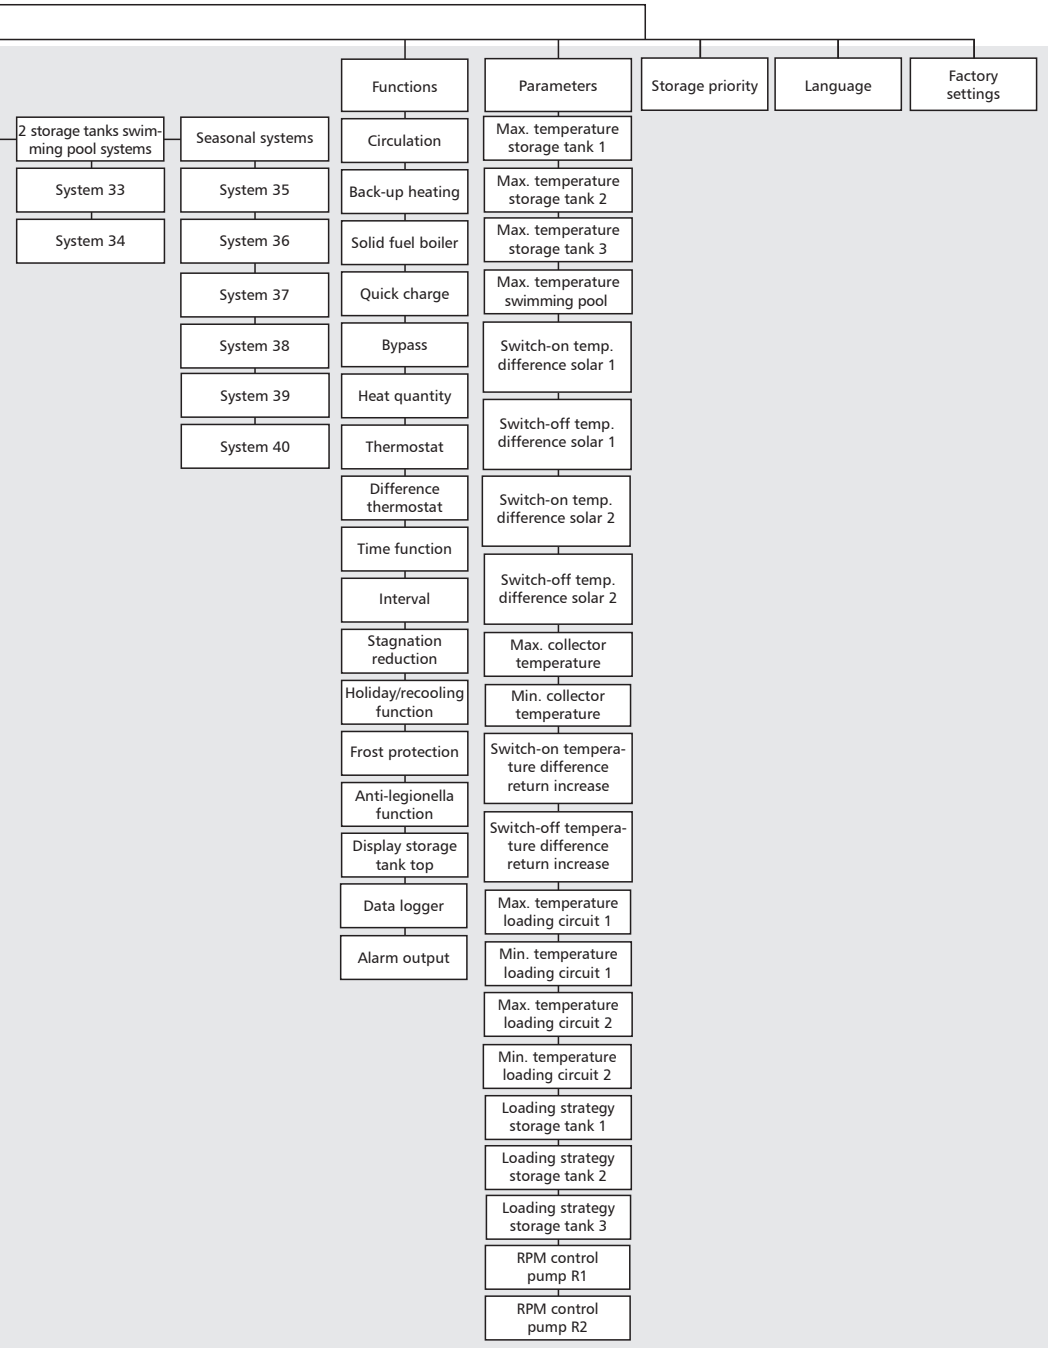 Functions
Parameters
Storage priority
Language
Factory
settings
2 storage tanks swim-
ming pool systems
System 33
System 34
Seasonal systems
System 35
System 36
System 37
System 38
System 39
System 40
Circulation
Back-up heating
Solid fuel boiler
Quick charge
Bypass
Heat quantity
Thermostat
Difference
thermostat
Time function
Interval
Stagnation
reduction
Holiday/recooling
function
Frost protection
Anti-legionella
function
Display storage
tank top
Data logger
Alarm output
Max. temperature
storage tank 1
Max. temperature
storage tank 2
Max. temperature
storage tank 3
Max. temperature
swimming pool
Switch-on temp.
difference solar 1
Switch-off temp.
difference solar 1
Switch-on temp.
difference solar 2
Switch-off temp.
difference solar 2
Max. collector
temperature
Min. collector
temperature
Switch-on tempera-
ture difference
return increase
Switch-off tempera-
ture difference
return increase
Max. temperature
loading circuit 1
Min. temperature
loading circuit 1
Max. temperature
loading circuit 2
Min. temperature
loading circuit 2
Loading strategy
storage tank 1
Loading strategy
storage tank 2
Loading strategy
storage tank 3
RPM control
pump R1
RPM control
pump R2